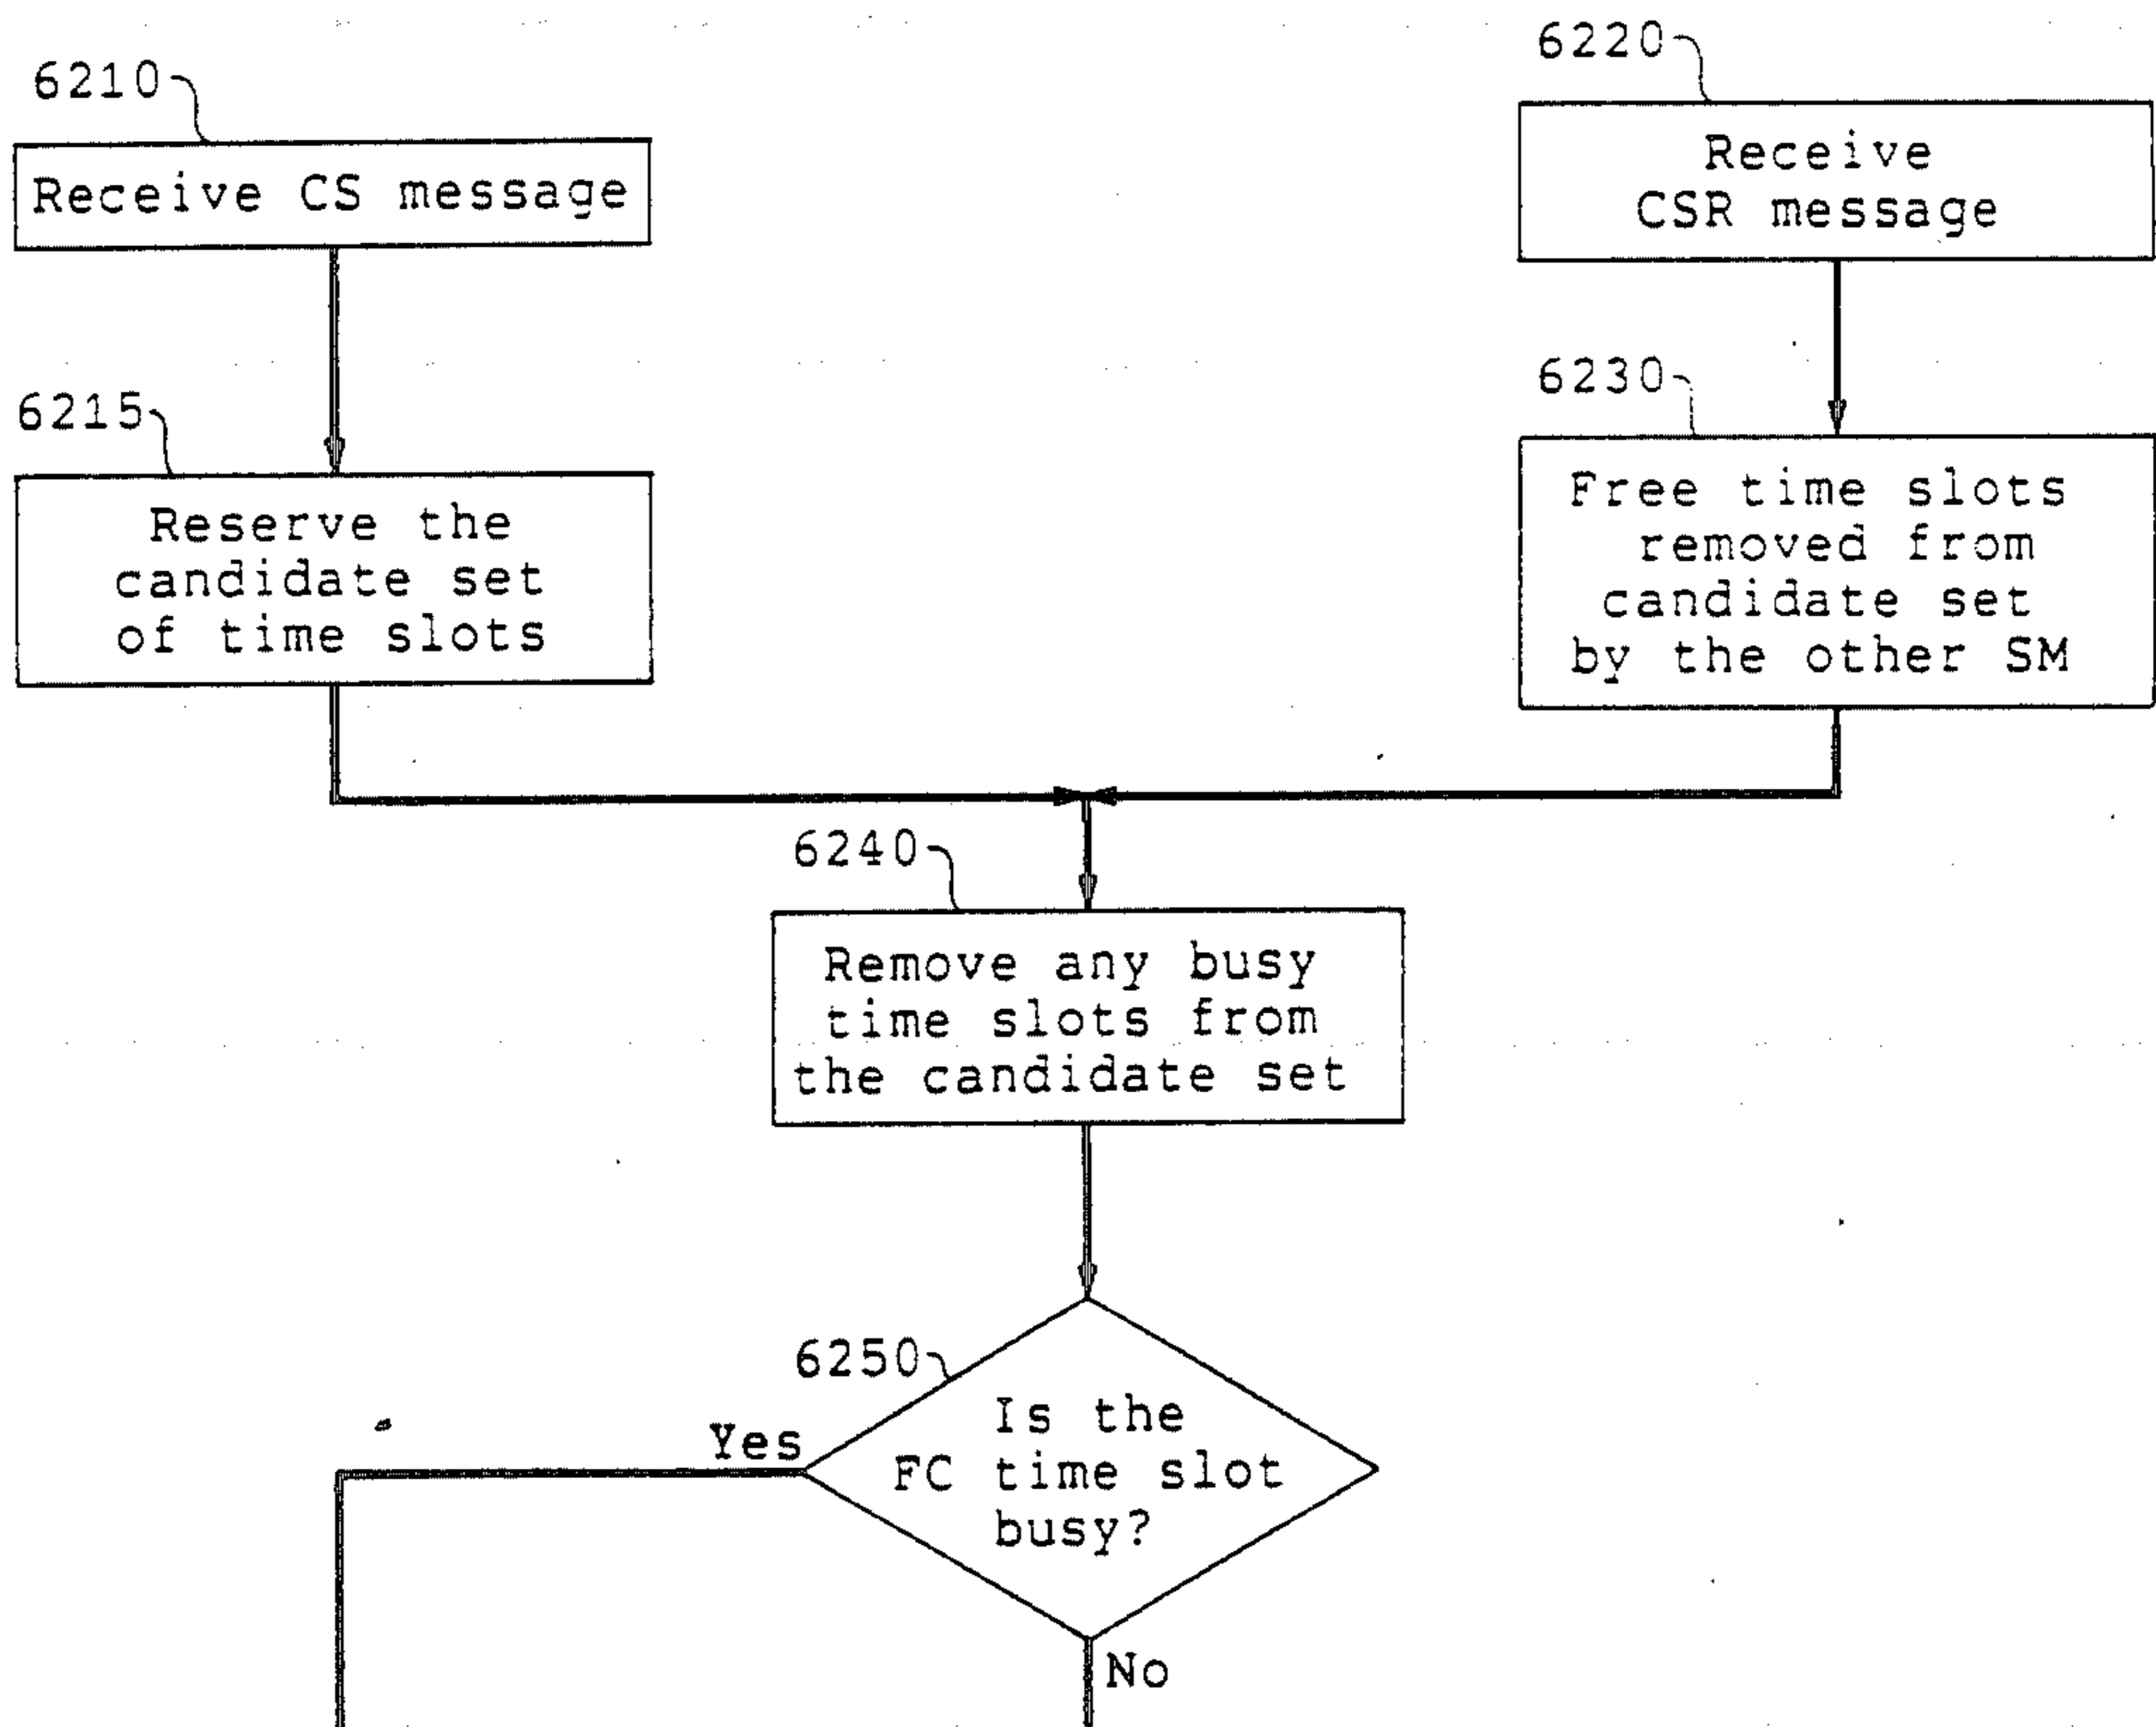 6210
Receive CS message
6220
Receive
CSR message
6215
Reserve the
candidate set
of time slots
6230
Free time slots
removed from
candidate set
by the other SM
6240
Remove any busy
time slots from
the candidate set
6250
Is the
FC time slot
busy?
Yes
No